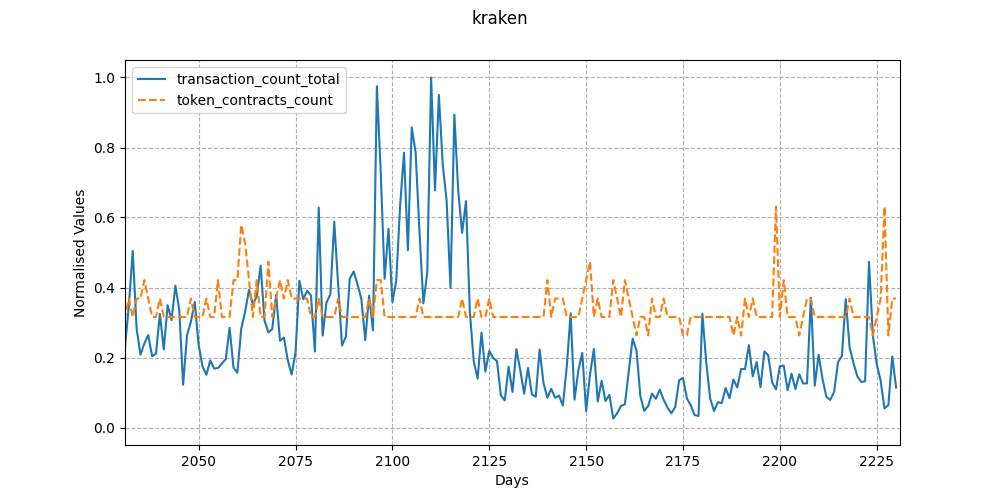 kraken
transaction_count_total
token_contracts_count
Normalised Values
1.0
0.8
0.6
0.4
0.2
0.0
2050
2075
2100
2125
2150
2175
2200
2225
Days